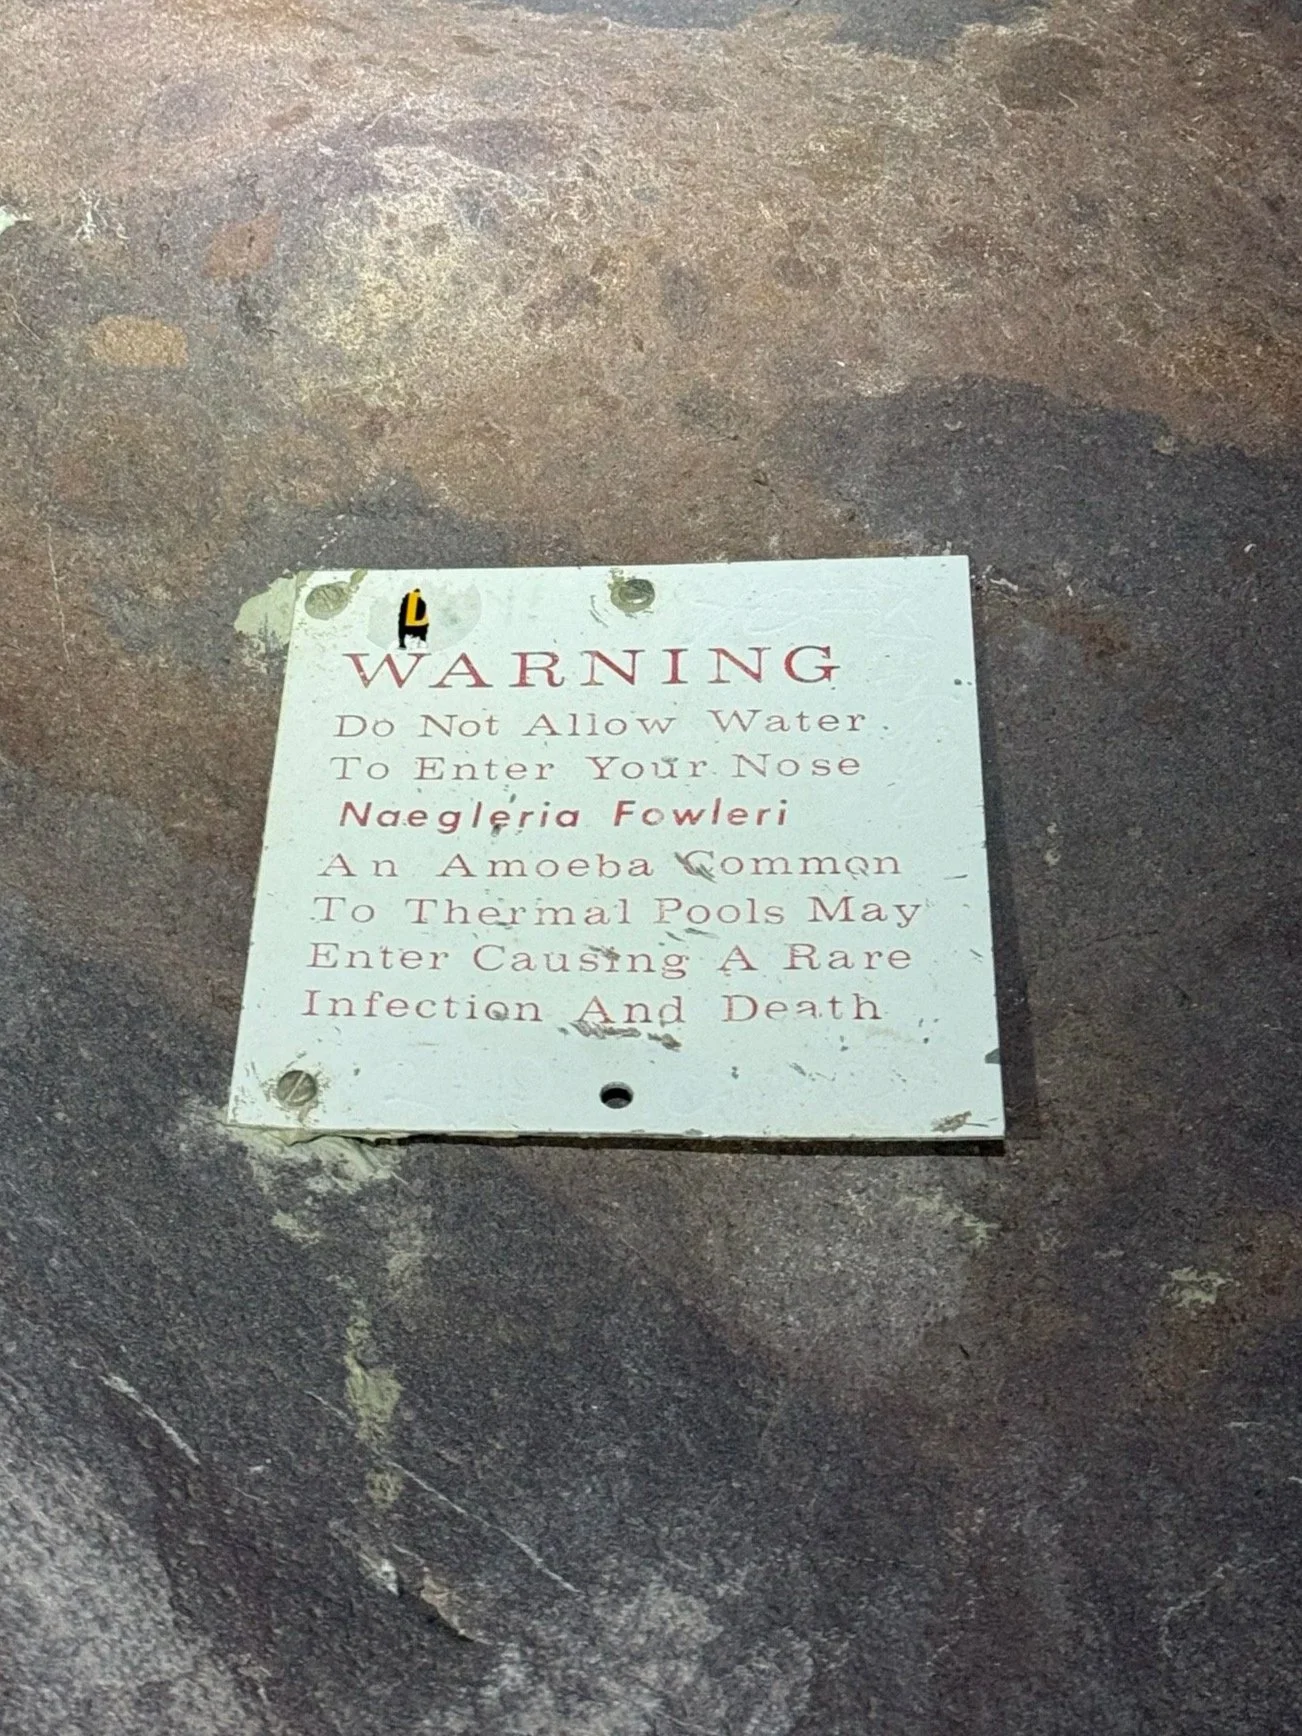 WARNING
Do Not Allow Water
To Enter Your Nose
Naegleria Fowleri
An Amoeba Common
To Thermal Pools May
Enter Causing A Rare
Infection And Death